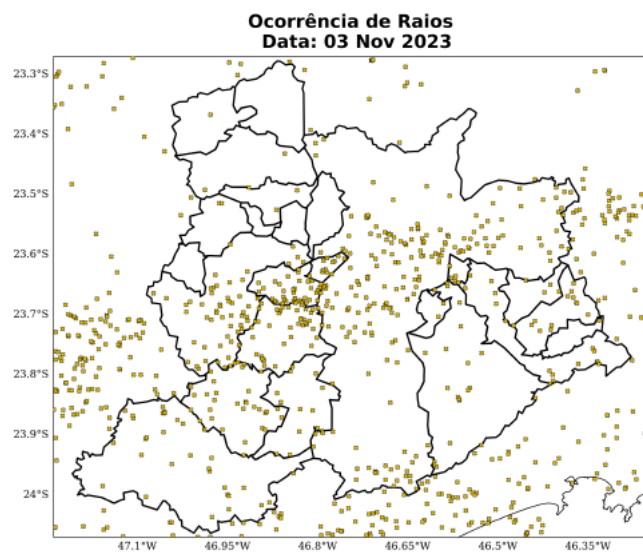 Ocorrência de Raios
Data: 03 Nov 2023
23.3°S
23.4°S
23.5°S
23.6°S
23.7°S
23.8°S
23.9°S
24°S
47.1°W
46.95°W
46.8°W
46.65°W
46.5°W
46.35°W